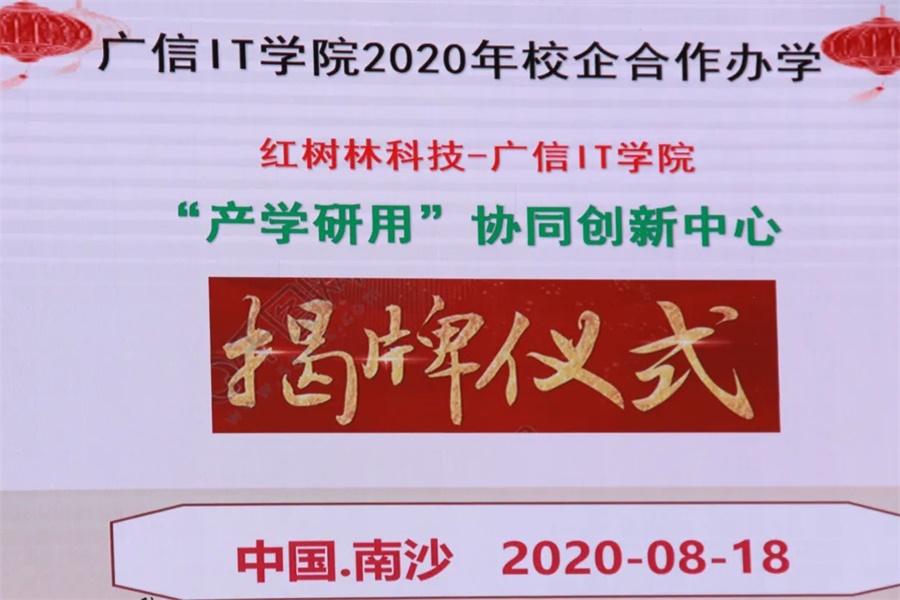 广信IT学院2020年校企合作办学
红树林科技-广信IT学院
“产学研用” 协同创新中心
揭牌仪式
中国.南沙 2020-08-18